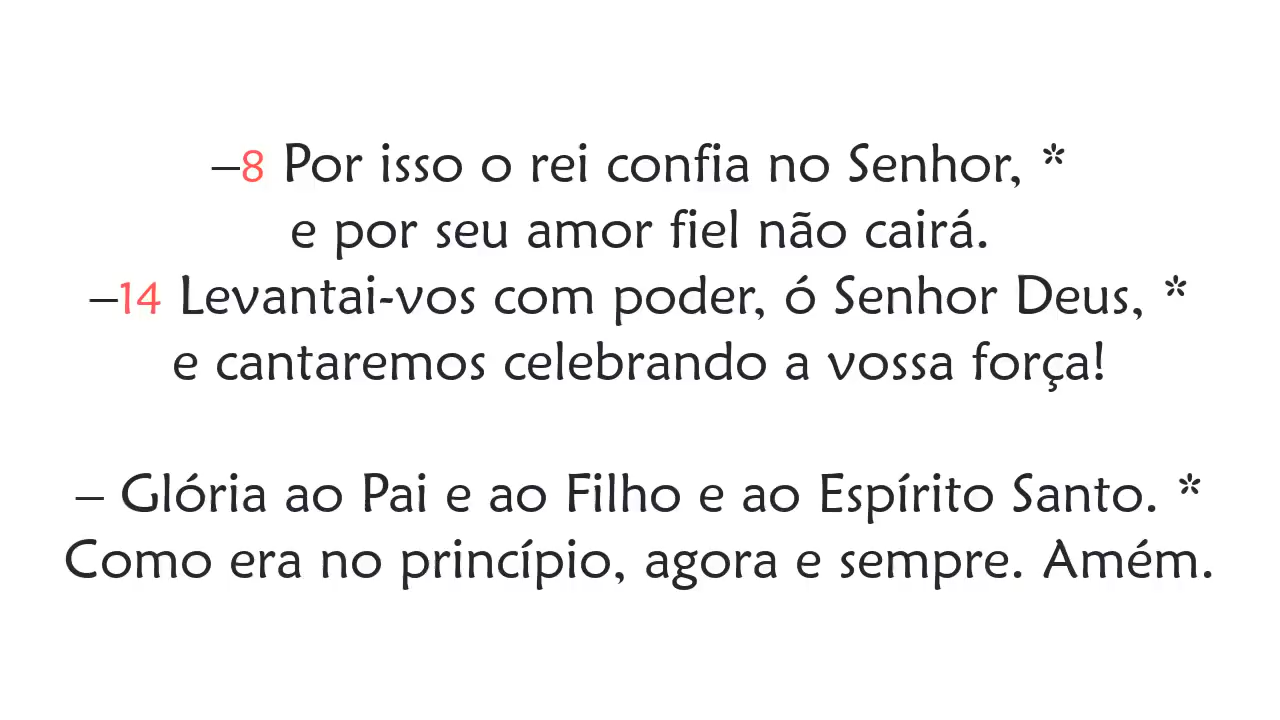 –8 Por isso o rei confia no Senhor, *
e por seu amor fiel não cairá.
–14 Levantai-vos com poder, ó Senhor Deus, *
e cantaremos celebrando a vossa força!
– Glória ao Pai e ao Filho e ao Espírito Santo. *
Como era no princípio, agora e sempre. Amém.